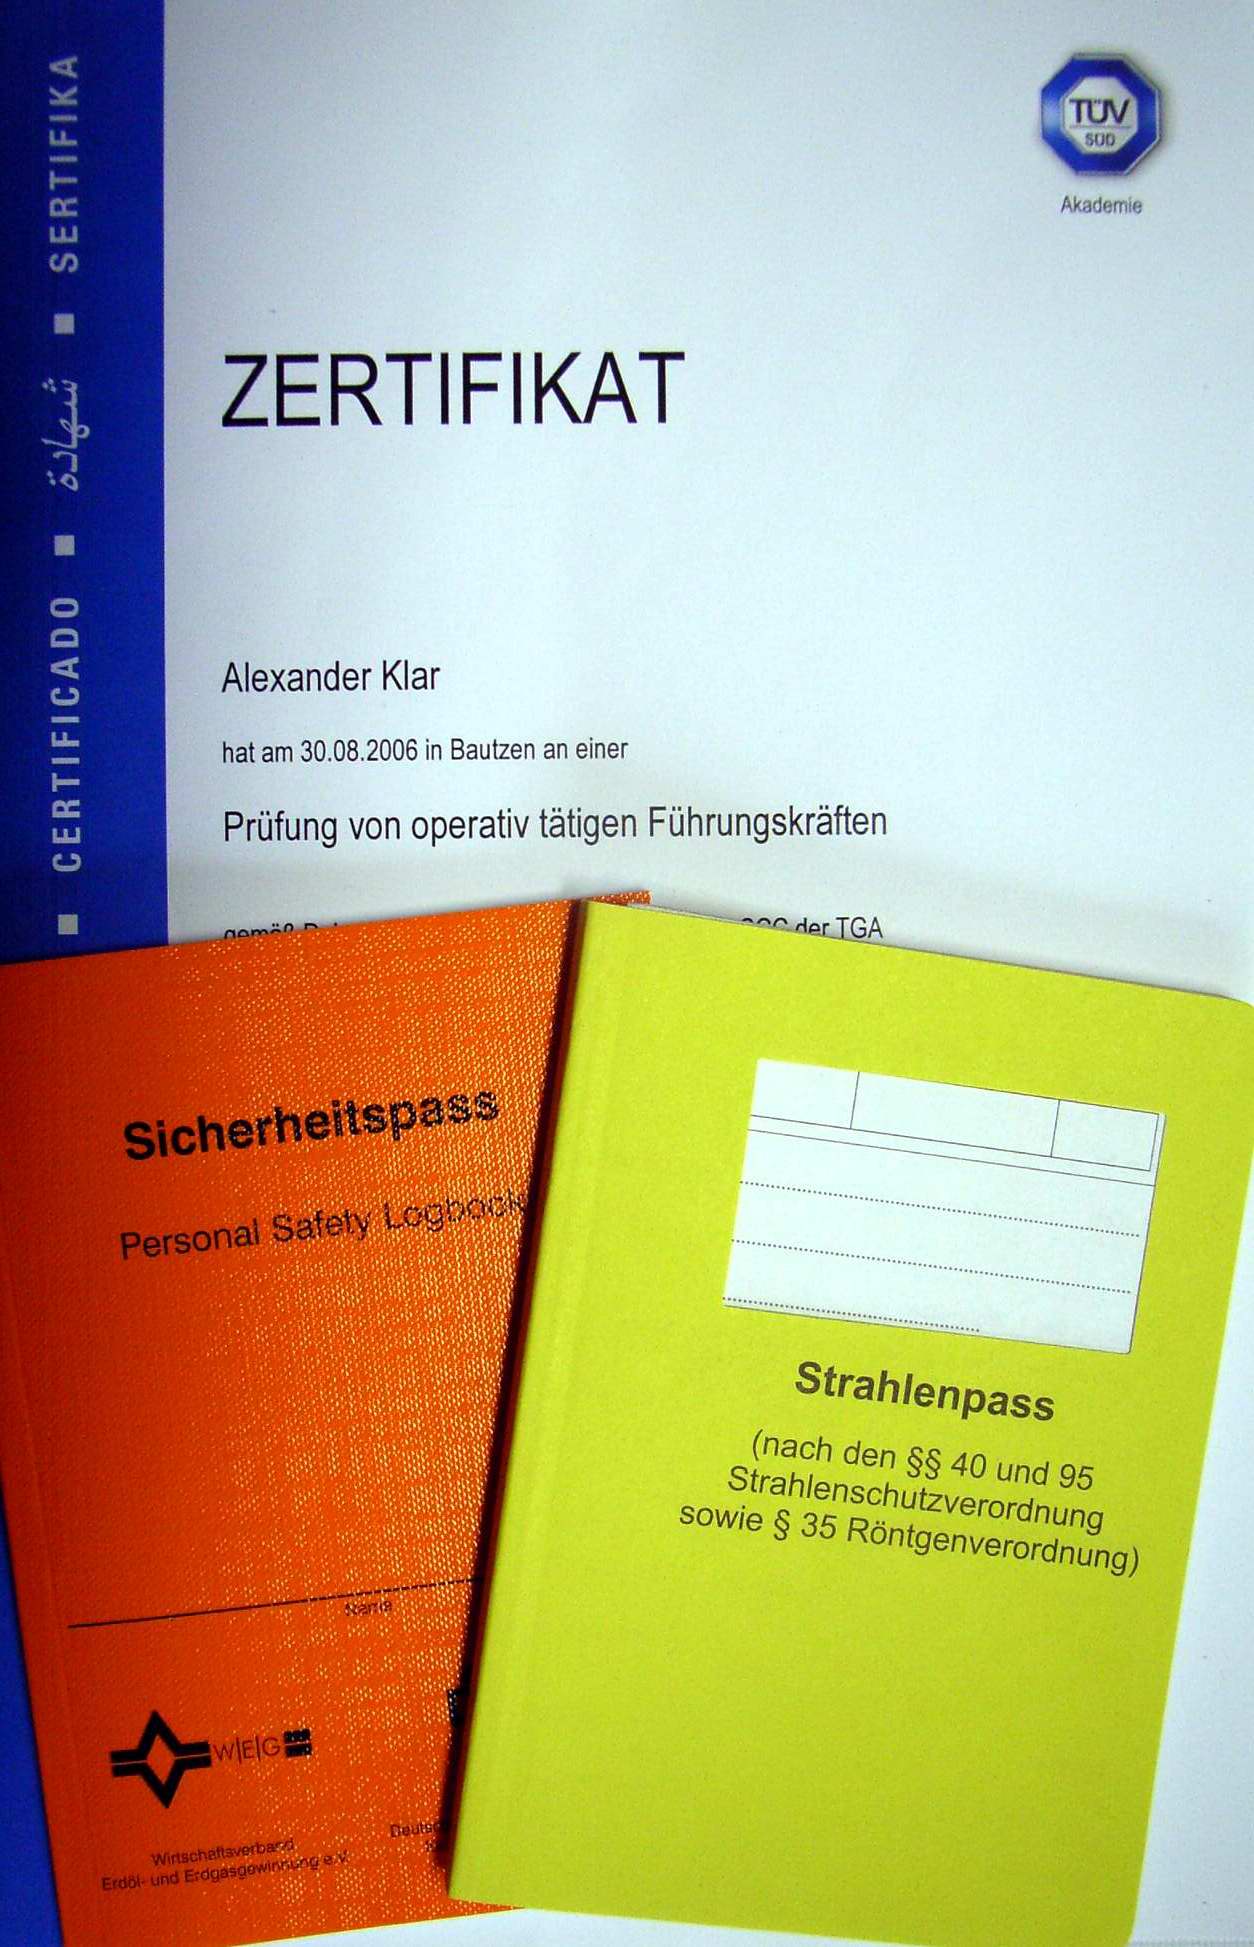 SERTIFIKA
شهادة
CERTIFICADO
TÜV
SÜD
Akademie
ZERTIFIKAT
Alexander Klar
hat am 30.08.2006 in Bautzen an einer
Prüfung von operativ tätigen Führungskräften
gemäß
der TGA
Sicherheitspass
Personal Safety Logbook
Name
W|E|G
Wirtschaftsverband
Erdöl- und Erdgasgewinnung e.V.
Strahlenpass
(nach den §§ 40 und 95
Strahlenschutzverordnung
sowie § 35 Röntgenverordnung)